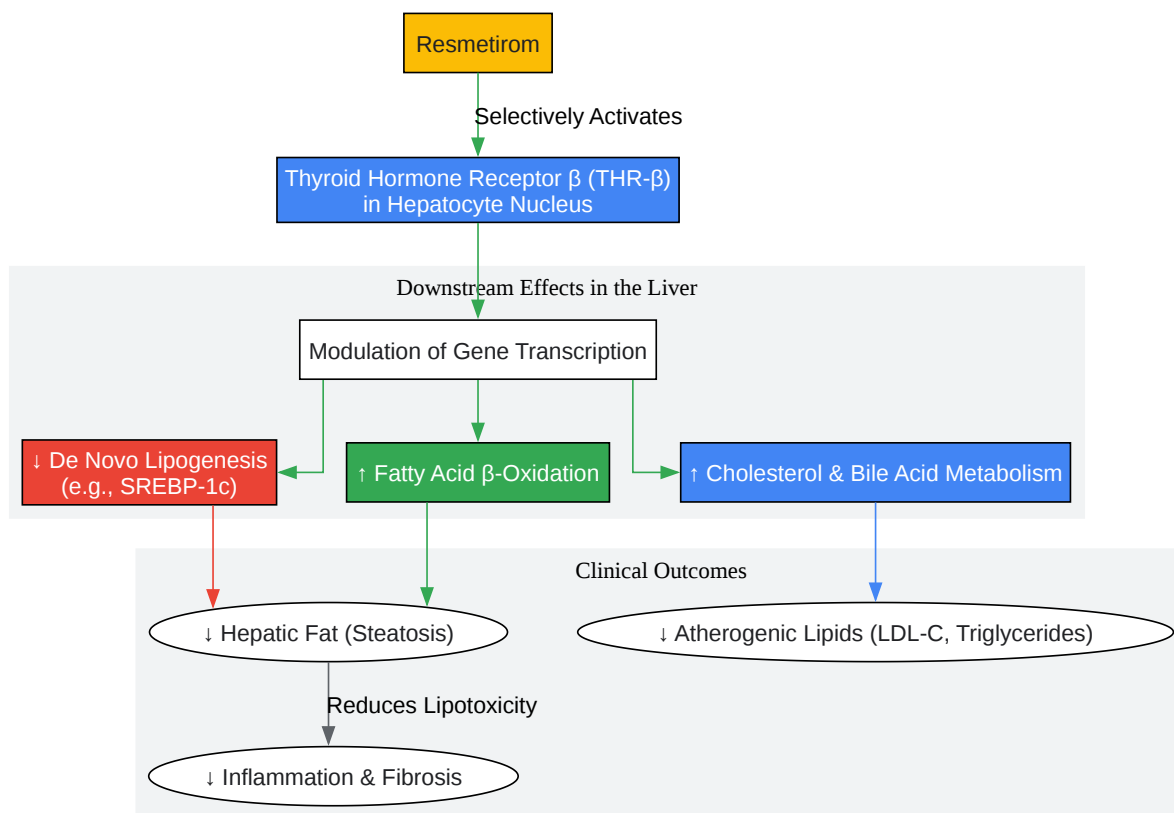 Resmetirom
Selectively Activates
Thyroid Hormone Receptor β (THR-β)
in Hepatocyte Nucleus
Downstream Effects in the Liver
Modulation of Gene Transcription
↓ De Novo Lipogenesis
(e.g., SREBP-1c)
↑ Fatty Acid β-Oxidation
↑ Cholesterol & Bile Acid Metabolism
Clinical Outcomes
↓ Hepatic Fat (Steatosis)
↓ Atherogenic Lipids (LDL-C, Triglycerides)
Reduces Lipotoxicity
↓ Inflammation & Fibrosis